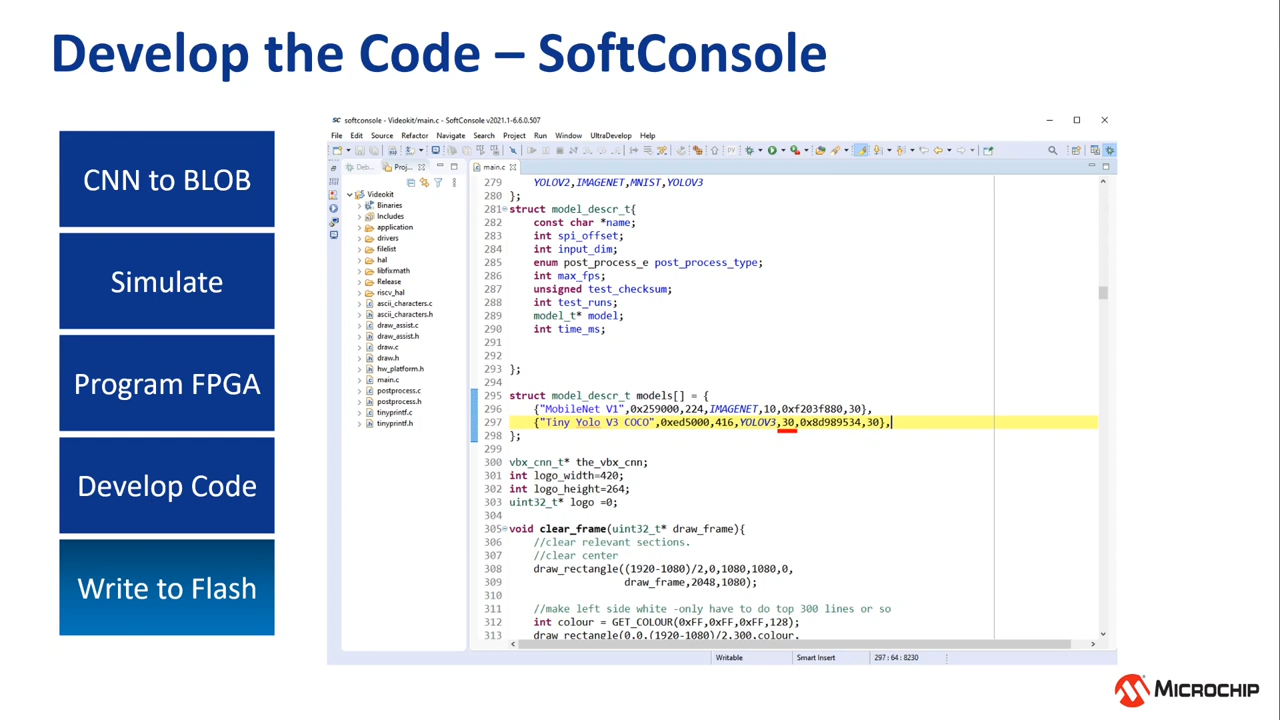 Develop the Code – SoftConsole
CNN to BLOB
Simulate
Program FPGA
Develop Code
Write to Flash
softconsole - Videokit/main.c - SoftConsole v2021.1-6.6.0.507
File Edit Source Refactor Navigate Search Project Run Window UltraDevelop Help
Deb... Proj...
Videokit
Binaries
Includes
application
drivers
filelist
hal
libfixmath
Release
riscv_hal
ascii_characters.c
ascii_characters.h
draw_assist.c
draw_assist.h
draw.c
draw.h
hw_platform.h
main.c
postprocess.c
postprocess.h
tinyprintf.c
tinyprintf.h
main.c
279 YOLOV2,IMAGENET,MNIST,YOLOV3
280 };
281 struct model_descr_t{
282 const char *name;
283 int spi_offset;
284 int input_dim;
285 enum post_process_e post_process_type;
286 int max_fps;
287 unsigned test_checksum;
288 int test_runs;
289 model_t* model;
290 int time_ms;
291
292
293 };
294
295 struct model_descr_t models[] = {
296 {"MobileNet V1",0x259000,224,IMAGENET,10,0xf203f880,30},
297 {"Tiny Yolo V3 COCO",0xed5000,416,YOLOV3,30,0x8d989534,30},
298 };
299
300 vbx_cnn_t* the_vbx_cnn;
301 int logo_width=420;
302 int logo_height=264;
303 uint32_t* logo =0;
304
305 void clear_frame(uint32_t* draw_frame){
306 //clear relevant sections.
307 //clear center
308 draw_rectangle((1920-1080)/2,0,1080,1080,0,
309 draw_frame,2048,1080);
310
311 //make left side white -only have to do top 300 lines or so
312 int colour = GET_COLOUR(0xFF,0xFF,0xFF,128);
313 draw_rectangle(0,0,(1920-1080)/2,300,colour,
Writable Smart Insert 297 : 64 : 8230
MICROCHIP